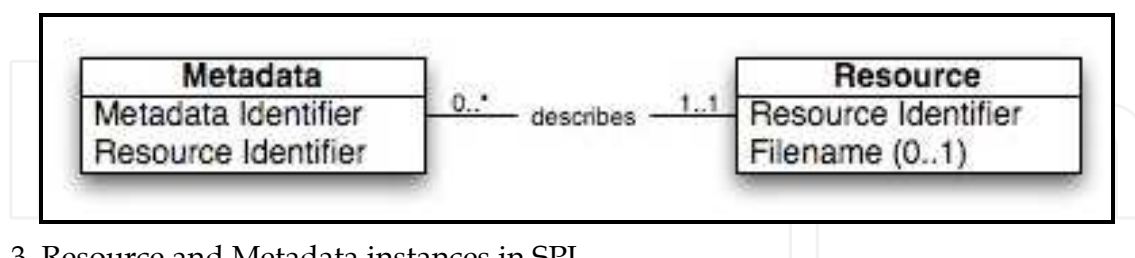 Metadata
Metadata Identifier
Resource Identifier
0..* describes 1..1
Resource
Resource Identifier
Filename (0..1)
3. Resource and Metadata instances in SPI